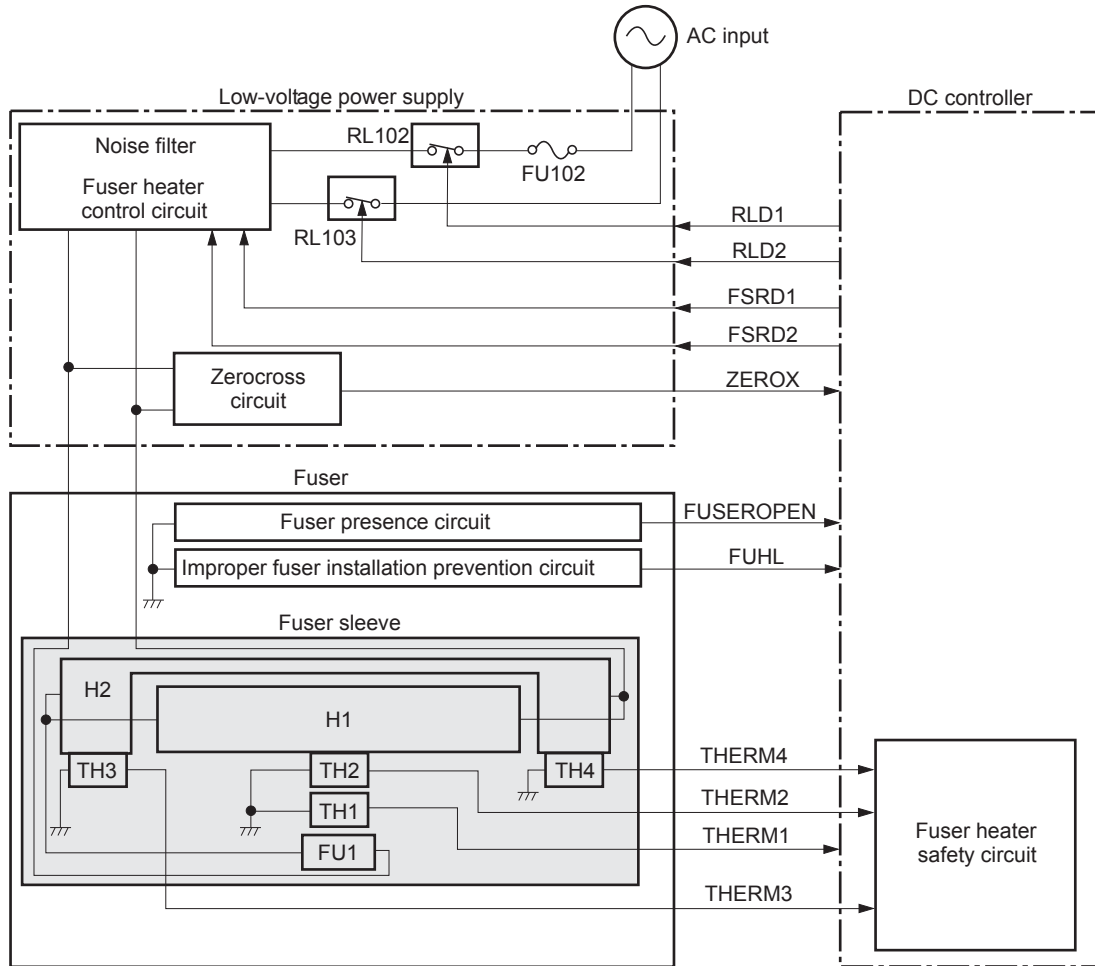 AC input
Low-voltage power supply
DC controller
Noise filter
Fuser heater
control circuit
RL102
FU102
RL103
RLD1
RLD2
FSRD1
FSRD2
Zerocross
circuit
ZEROX
Fuser
Fuser presence circuit
FUSEROPEN
Improper fuser installation prevention circuit
FUHL
Fuser sleeve
H2
H1
TH3
TH2
TH4
TH1
FU1
THERM4
THERM2
THERM1
THERM3
Fuser heater
safety circuit